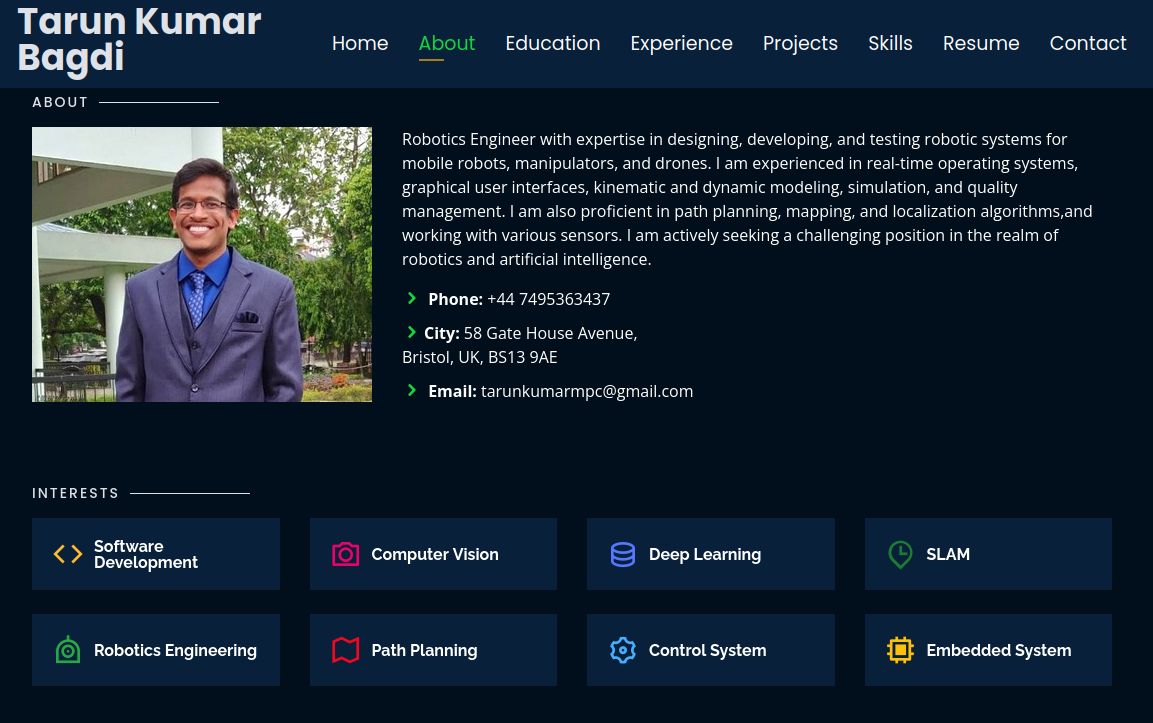 Tarun Kumar
Bagdi
Home About Education Experience Projects Skills Resume Contact
ABOUT
Robotics Engineer with expertise in designing, developing, and testing robotic systems for
mobile robots, manipulators, and drones. I am experienced in real-time operating systems,
graphical user interfaces, kinematic and dynamic modeling, simulation, and quality
management. I am also proficient in path planning, mapping, and localization algorithms,and
working with various sensors. I am actively seeking a challenging position in the realm of
robotics and artificial intelligence.
Phone: +44 7495363437
City: 58 Gate House Avenue,
Bristol, UK, BS13 9AE
Email: tarunkumarmpc@gmail.com
INTERESTS
Software
Development
Computer Vision
Deep Learning
SLAM
Robotics Engineering
Path Planning
Control System
Embedded System